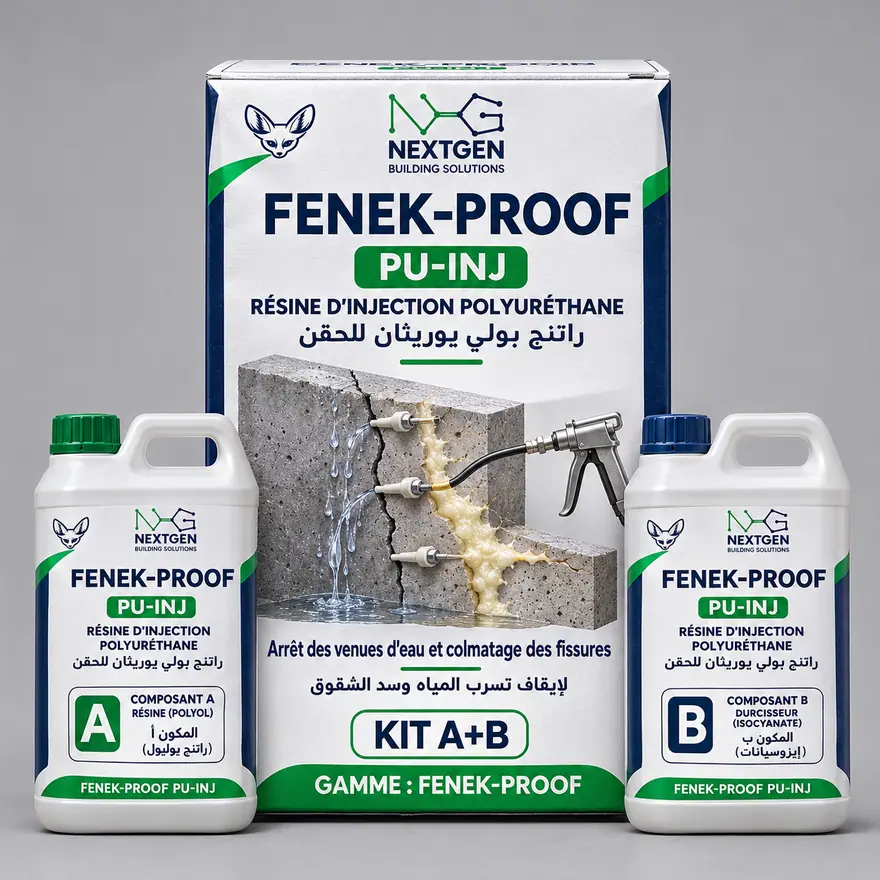 NEXTGEN
BUILDING SOLUTIONS
FENEK-PROOF
PU-INJ
RÉSINE D'INJECTION POLYURÉTHANE
راتنج بولي يوريثان للحقن
Arrêt des venues d'eau et colmatage des fissures
لإيقاف تسرب المياه وسد الشقوق
KIT A+B
GAMME : FENEK-PROOF
NEXTGEN
BUILDING SOLUTIONS
FENEK-PROOF
PU-INJ
RÉSINE D'INJECTION
POLYURÉTHANE
راتنج بولي يوريثان للحقن
A
COMPOSANT A
RÉSINE (POLYOL)
المكون أ
(راتنج يوليول)
FENEK-PROOF PU-INJ
NEXTGEN
BUILDING SOLUTIONS
FENEK-PROOF
PU-INJ
RÉSINE D'INJECTION
POLYURÉTHANE
راتنج بولي يوريثان للحقن
B
COMPOSANT B
DURCISSEUR
(ISOCYANATE)
المكون ب
(إيزوسيانات)
FENEK-PROOF PU-INJ